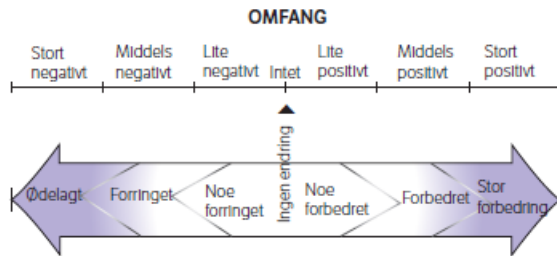 OMFANG
Stort negativt
Middels negativt
Lite negativt
Intet
Lite positivt
Middels positivt
Stort positivt
Ingen endring
Ødelagt
Forringet
Noe forringet
Noe forbedret
Forbedret
Stor forbedring